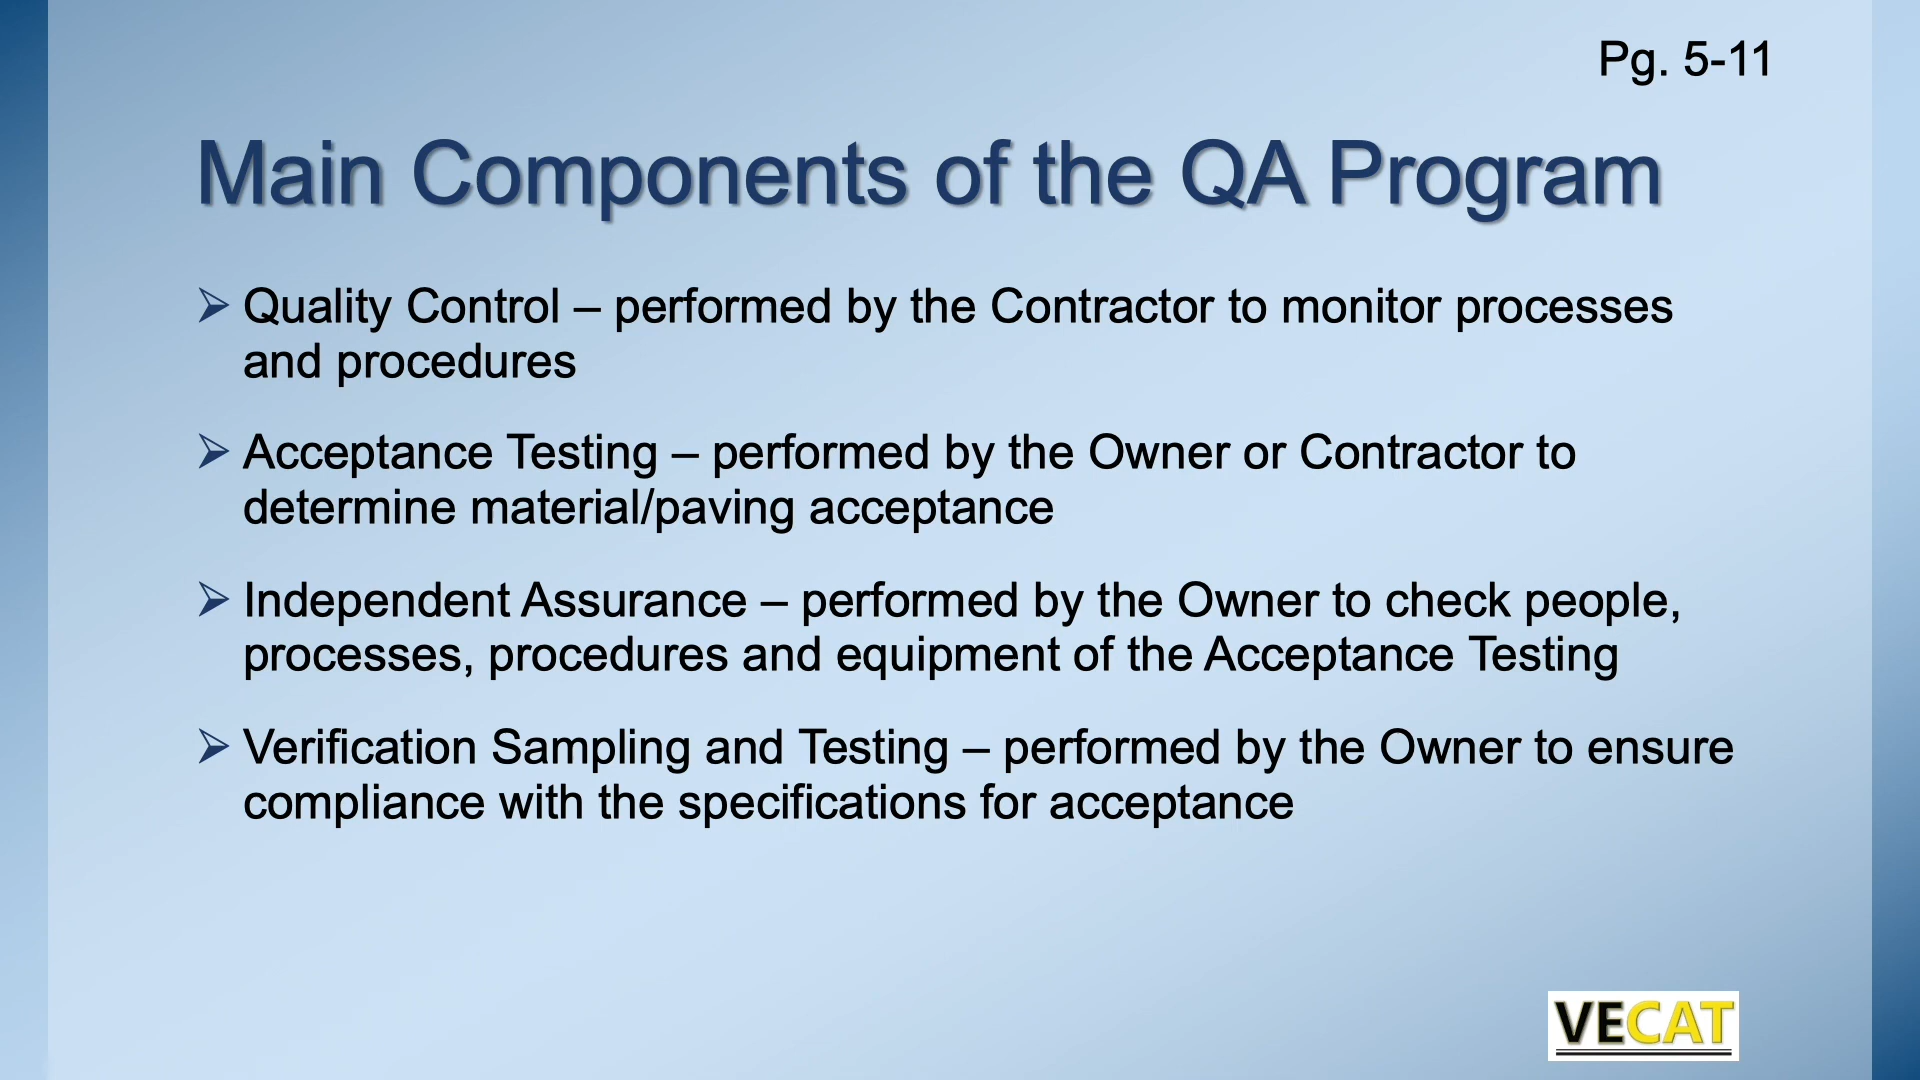 Pg. 5-11
Main Components of the QA Program
➢ Quality Control – performed by the Contractor to monitor processes
and procedures
➢ Acceptance Testing – performed by the Owner or Contractor to
determine material/paving acceptance
➢ Independent Assurance – performed by the Owner to check people,
processes, procedures and equipment of the Acceptance Testing
➢ Verification Sampling and Testing – performed by the Owner to ensure
compliance with the specifications for acceptance
VECAT